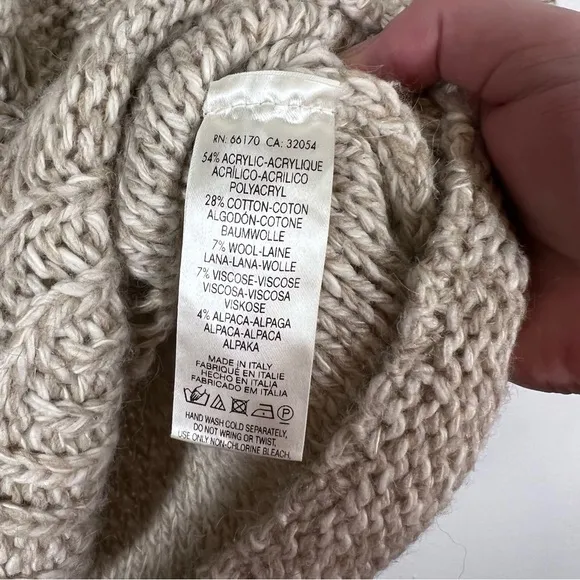 RN: 66170 CA: 32054
54% ACRYLIC-ACRYLIQUE
ACRÍLICO-ACRILICO
POLYACRYL
28% COTTON-COTON
ALGODÓN-COTONE
BAUMWOLLE
7% WOOL-LAINE
LANA-LANA-WOLLE
7% VISCOSE-VISCOSE
VISCOSA-VISCOSA
VISKOSE
4% ALPACA-ALPAGA
ALPACA-ALPACA
ALPAKA
MADE IN ITALY
FABRIQUÉ EN ITALIE
HECHO EN ITALIA
FABRICADO EM ITÁLIA
P
HAND WASH COLD SEPARATELY,
DO NOT WRING OR TWIST,
USE ONLY NON-CHLORINE BLEACH,